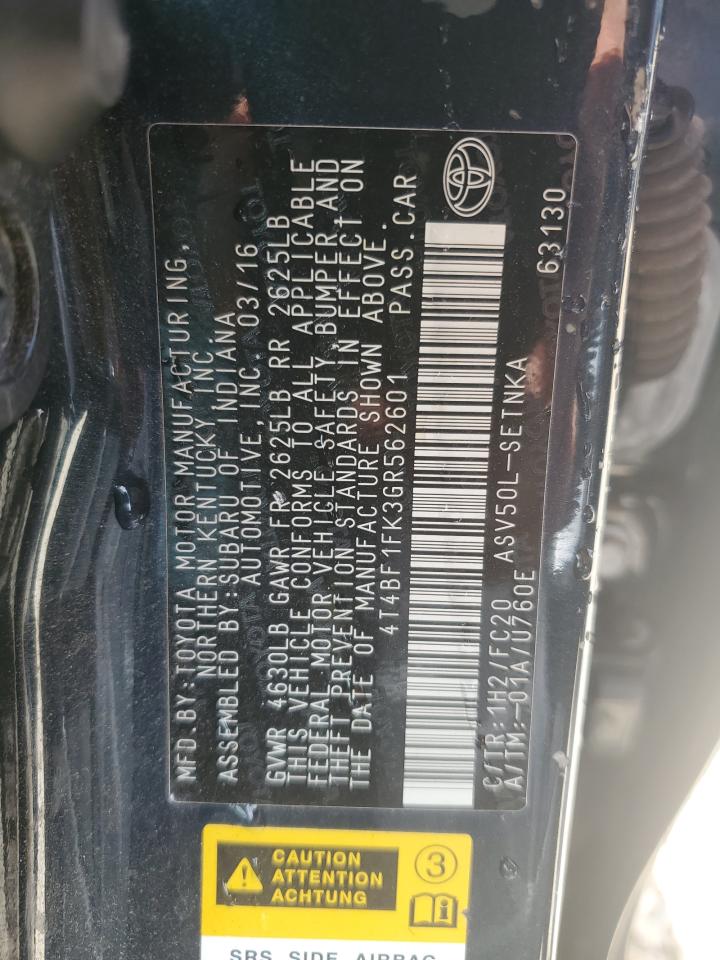 MFD.BY:TOYOTA MOTOR MANUFACTURING,
NORTHERN KENTUCKY INC.
ASSEMBLED BY:SUBARU OF INDIANA
AUTOMOTIVE,INC. 03/16
GVWR 4630LB GAWR FR 2625LB RR 2625LB
THIS VEHICLE CONFORMS TO ALL APPLICABLE
FEDERAL MOTOR VEHICLE SAFETY, BUMPER, AND
THEFT PREVENTION STANDARDS IN EFFECT ON
THE DATE OF MANUFACTURE SHOWN ABOVE.
4T4BF1FK3GR562601 PASS.CAR
C/TR:1H2/FC20 ASV50L-SETNKA
A/TM:-01A/U760E 63130
CAUTION
ATTENTION
ACHTUNG
3
i
SRS SIDE AIRBAG